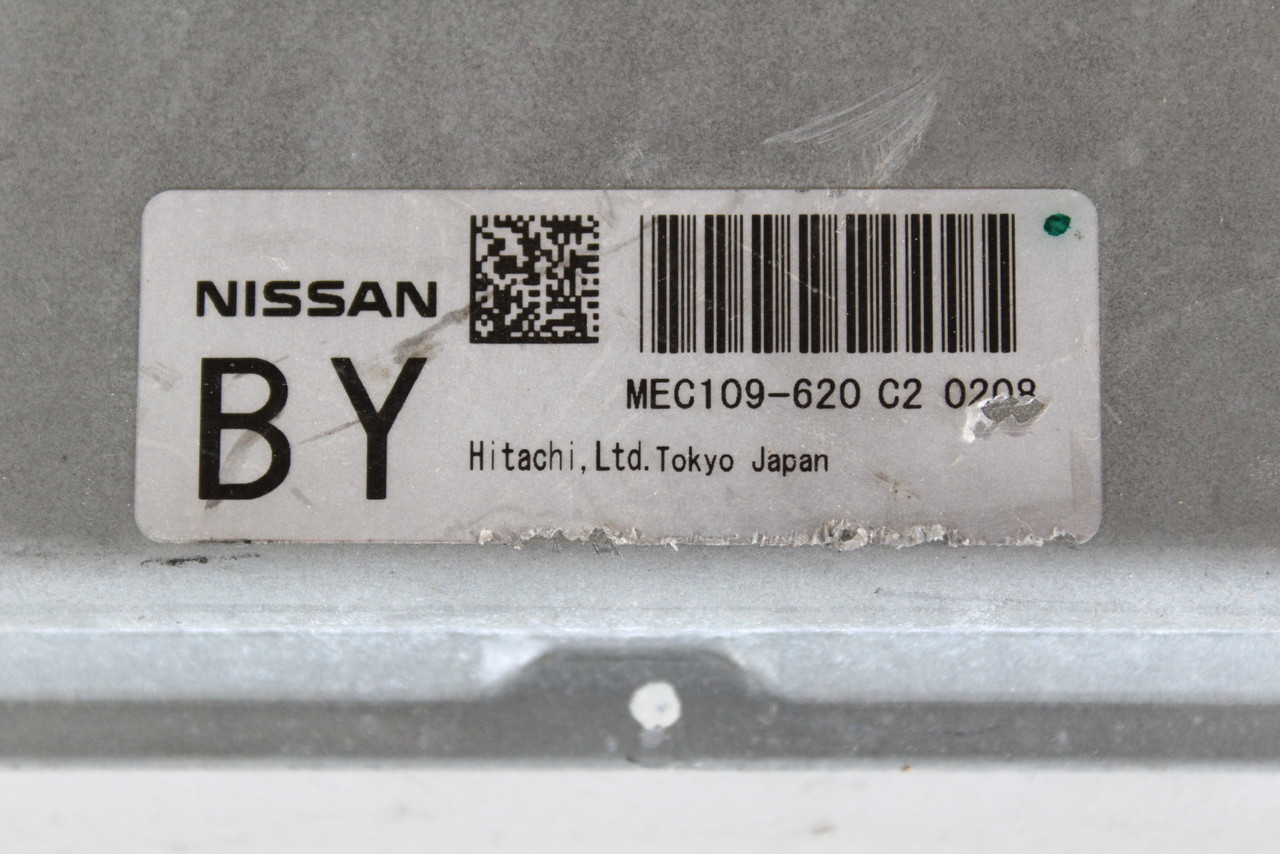 NISSAN
BY
MEC109-620 C2 0208
Hitachi,Ltd.Tokyo Japan